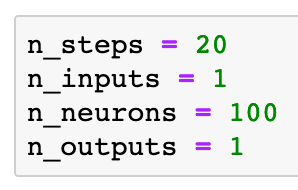 n_steps = 20
n_inputs = 1
n_neurons = 100
n_outputs = 1